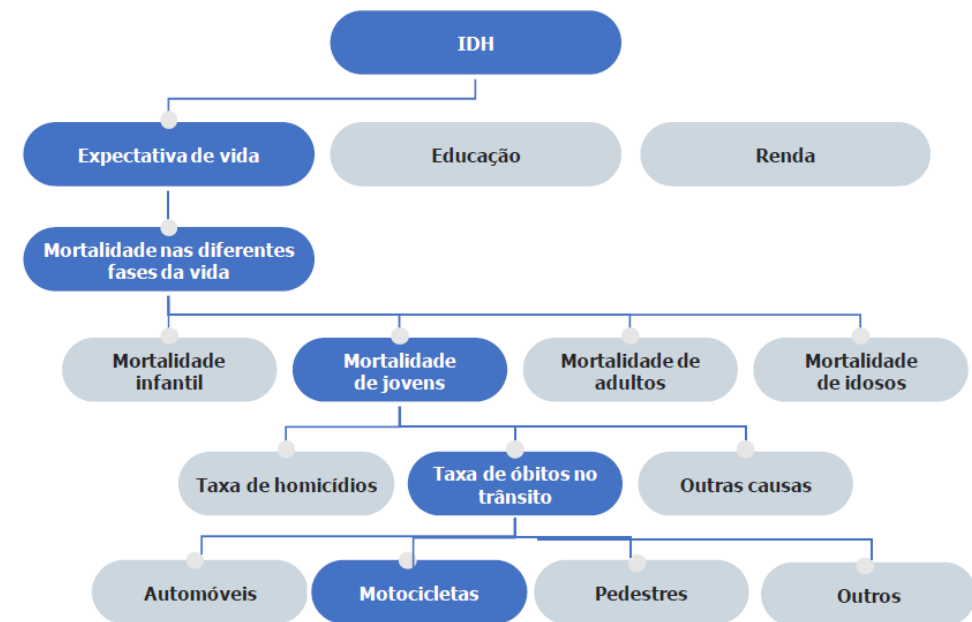 IDH
Expectativa de vida
Educação
Renda
Mortalidade nas diferentes
fases da vida
Mortalidade
infantil
Mortalidade
de jovens
Mortalidade de
adultos
Mortalidade
de idosos
Taxa de homicídios
Taxa de óbitos no
trânsito
Outras causas
Automóveis
Motocicletas
Pedestres
Outros